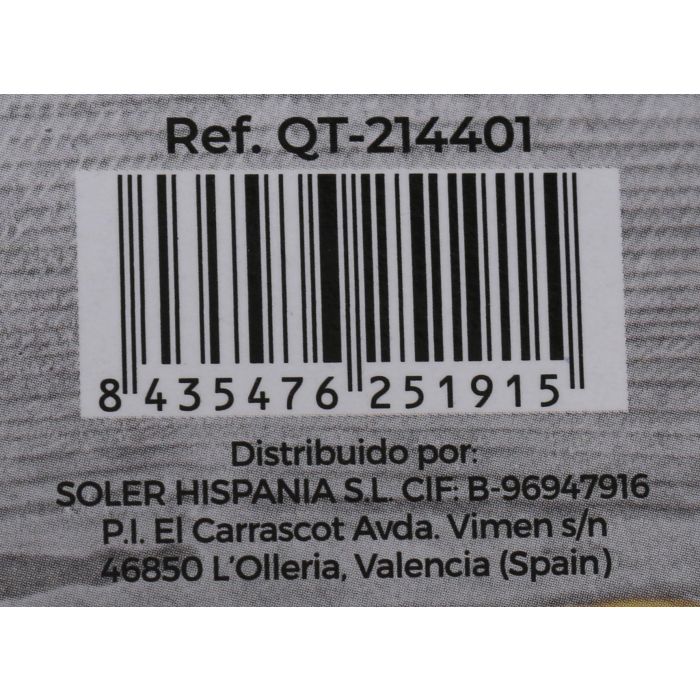 Ref. QT-214401
8 435476 251915
Distribuido por:
SOLER HISPANIA S.L. CIF: B-96947916
P.I. El Carrascot Avda. Vimen s/n
46850 L'Olleria, Valencia (Spain)